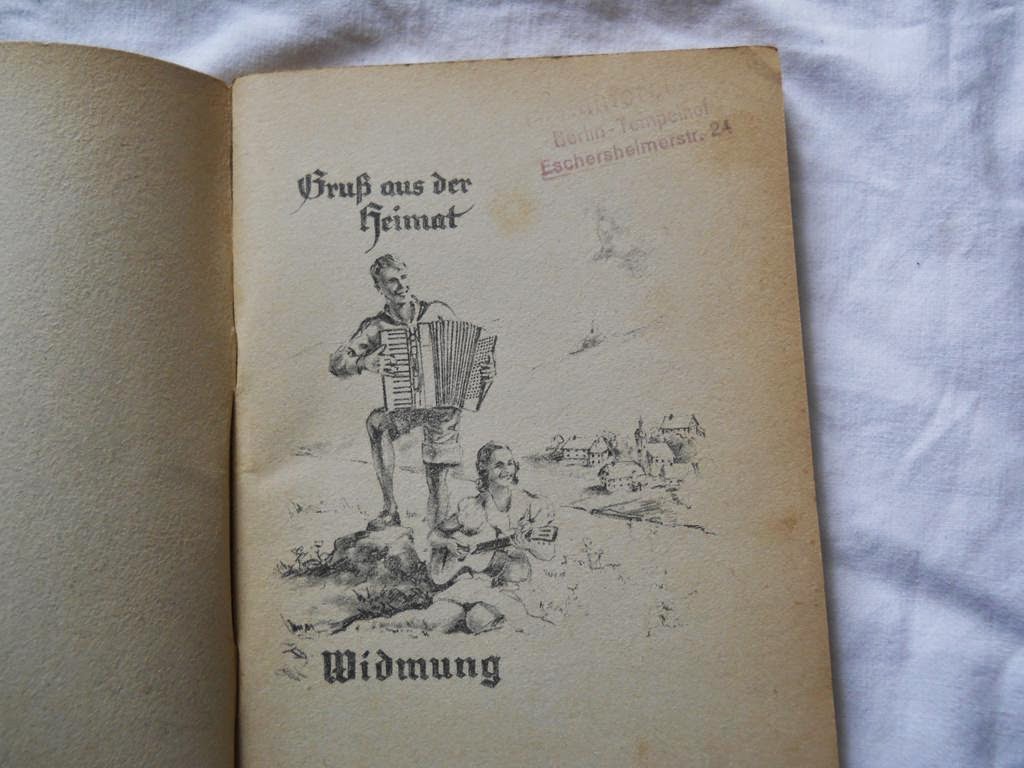 Berlin-Tempelhof
Eschersheimerstr. 24
Gruß aus der
Heimat
Widmung